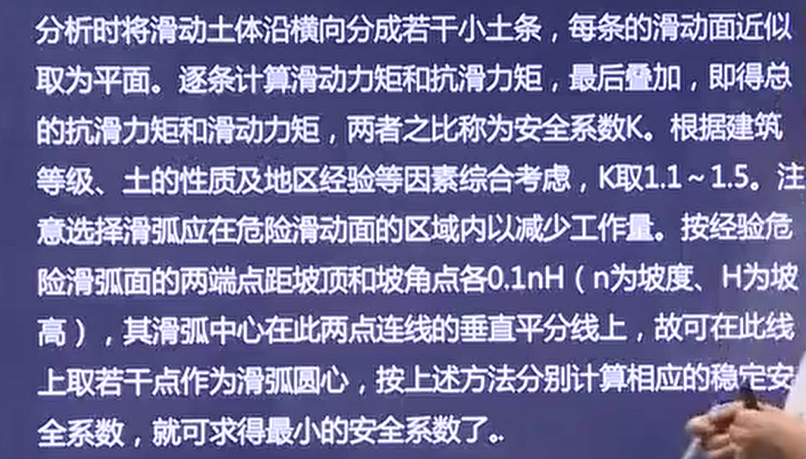 分析时将滑动土体沿横向分成若干小土条，每条的滑动面近似
取为平面。逐条计算滑动力矩和抗滑力矩，最后叠加，即得总
的抗滑力矩和滑动力矩，两者之比称为安全系数K。根据建筑
等级、土的性质及地区经验等因素综合考虑，K取1.1～1.5。注
意选择滑弧应在危险滑动面的区域内以减少工作量。按经验危
险滑弧面的两端点距坡顶和坡角点各0.1nH（n为坡度、H为坡
高），其滑弧中心在此两点连线的垂直平分线上，故可在此线
上取若干点作为滑弧圆心，按上述方法分别计算相应的稳定安
全系数，就可求得最小的安全系数了。.